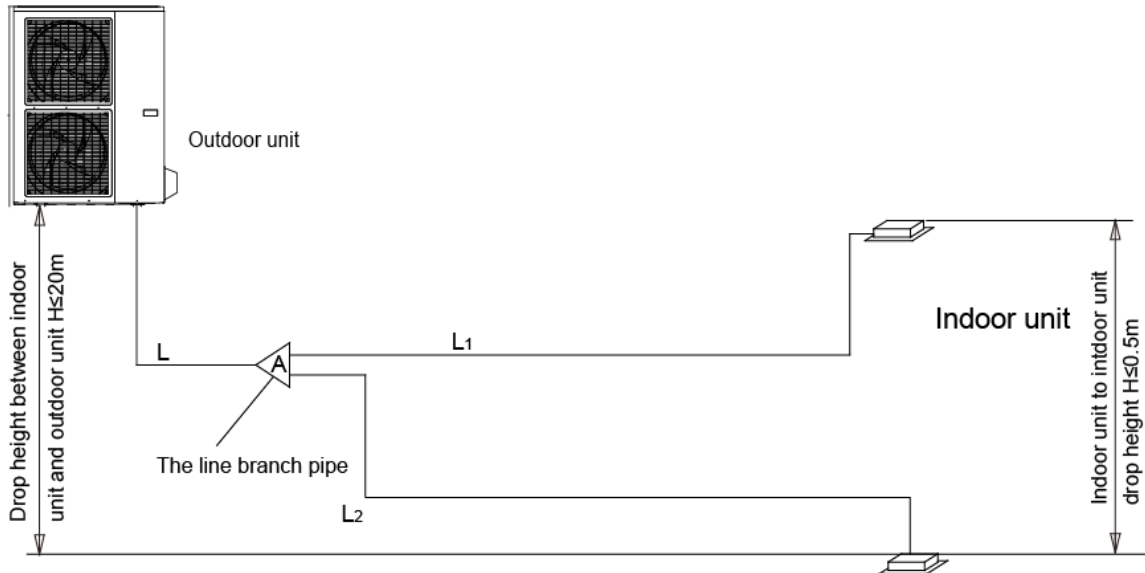 Outdoor unit
Drop height between indoor
unit and outdoor unit H≤20m
L
A
L1
The line branch pipe
L2
Indoor unit
Indoor unit to intdoor unit
drop height H≤0.5m